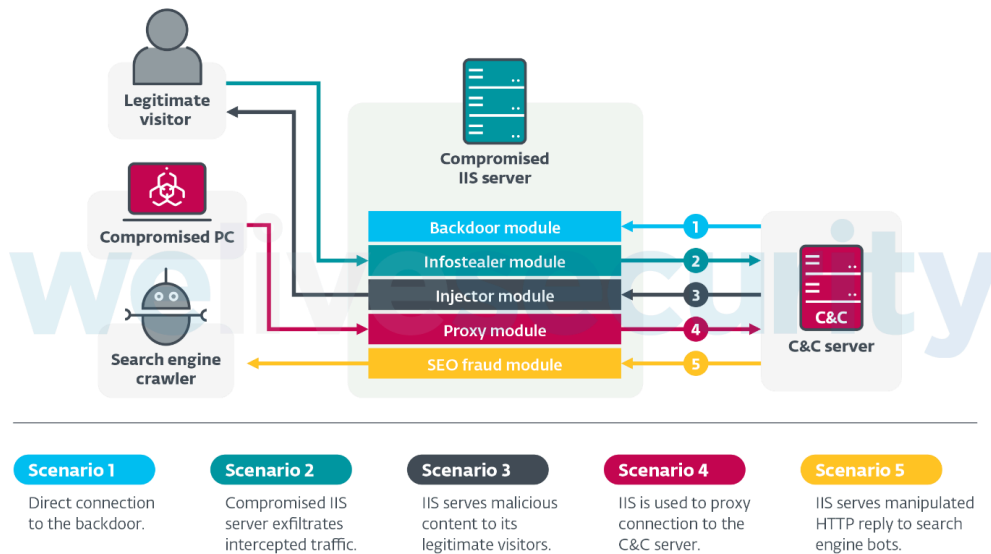 Legitimate
visitor
Compromised
IIS server
Compromised PC
Search engine
crawler
Backdoor module
Infostealer module
Injector module
Proxy module
SEO fraud module
1
2
3
4
5
C&C
C&C server
welivesecurity
Scenario 1
Direct connection
to the backdoor.
Scenario 2
Compromised IIS
server exfiltrates
intercepted traffic.
Scenario 3
IIS serves malicious
content to its
legitimate visitors.
Scenario 4
IIS is used to proxy
connection to the
C&C server.
Scenario 5
IIS serves manipulated
HTTP reply to search
engine bots.